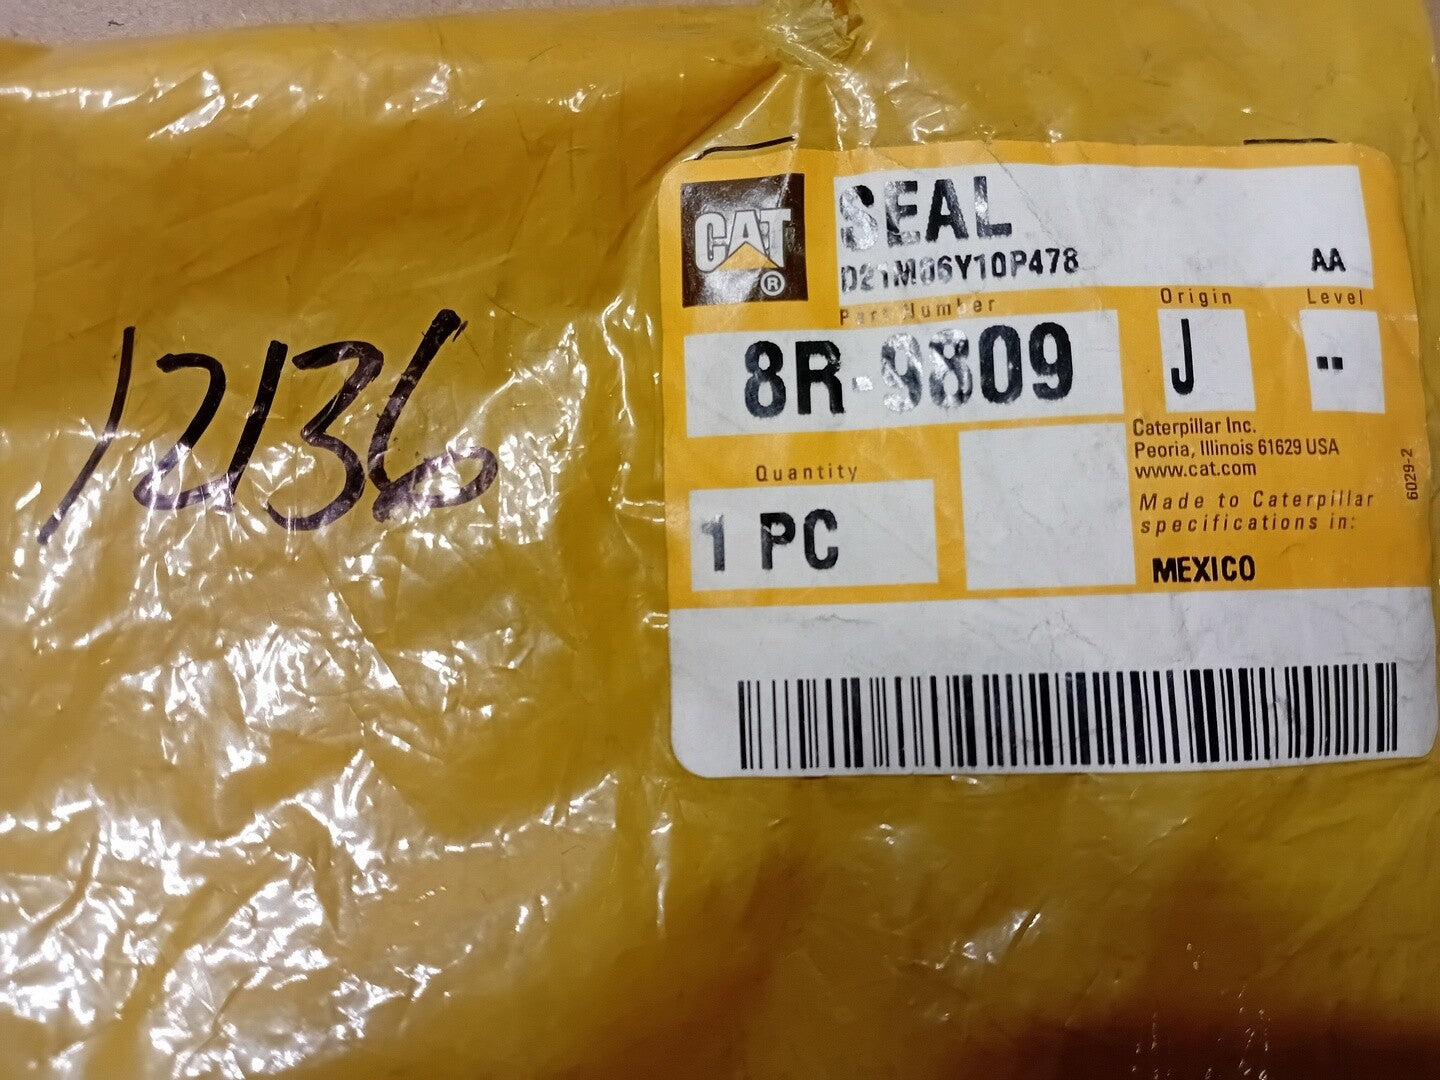 12136
CAT
®
SEAL
D21M06Y10P478
AA
Part Number
Origin
Level
8R-9809
J
--
Caterpillar Inc.
Peoria, Illinois 61629 USA
www.cat.com
Quantity
1 PC
Made to Caterpillar
specifications in:
MEXICO
6029-2